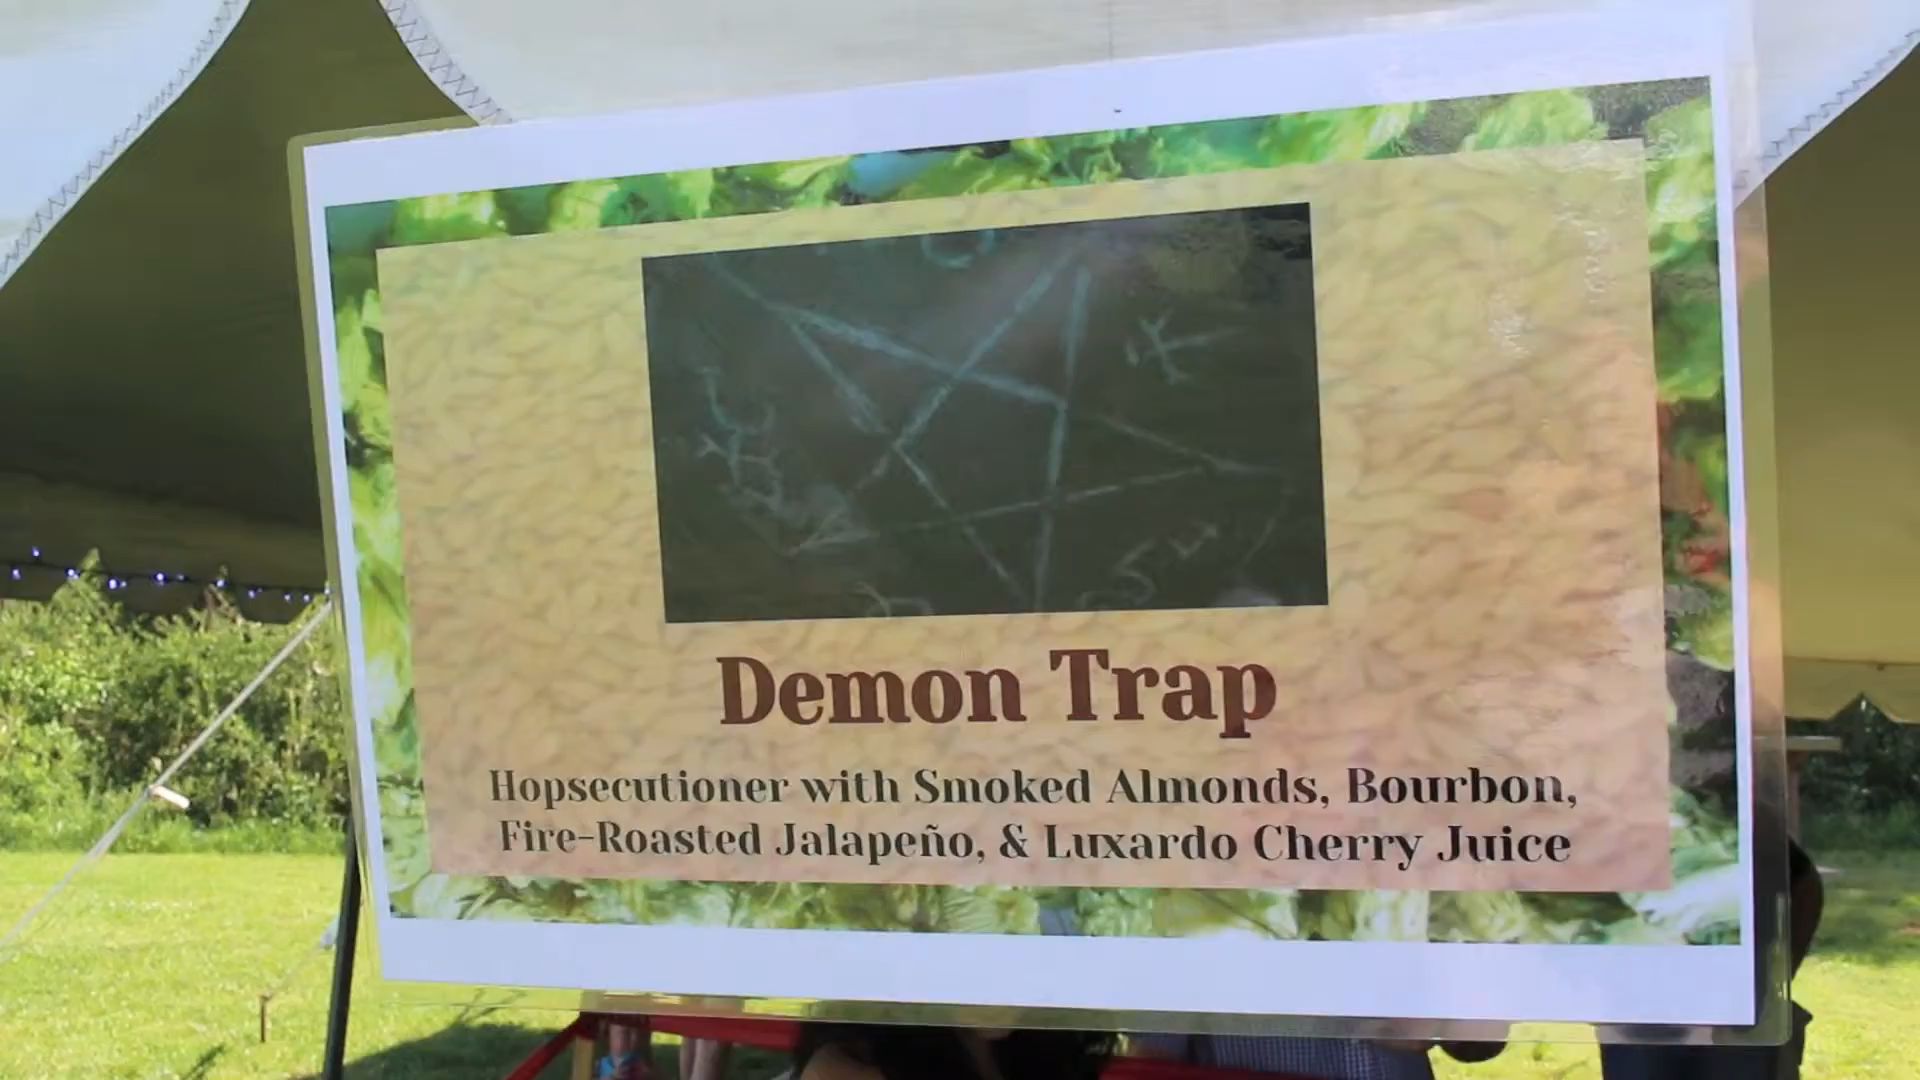 Demon Trap
Hopsecutioner with Smoked Almonds, Bourbon,
Fire-Roasted Jalapeño, & Luxardo Cherry Juice